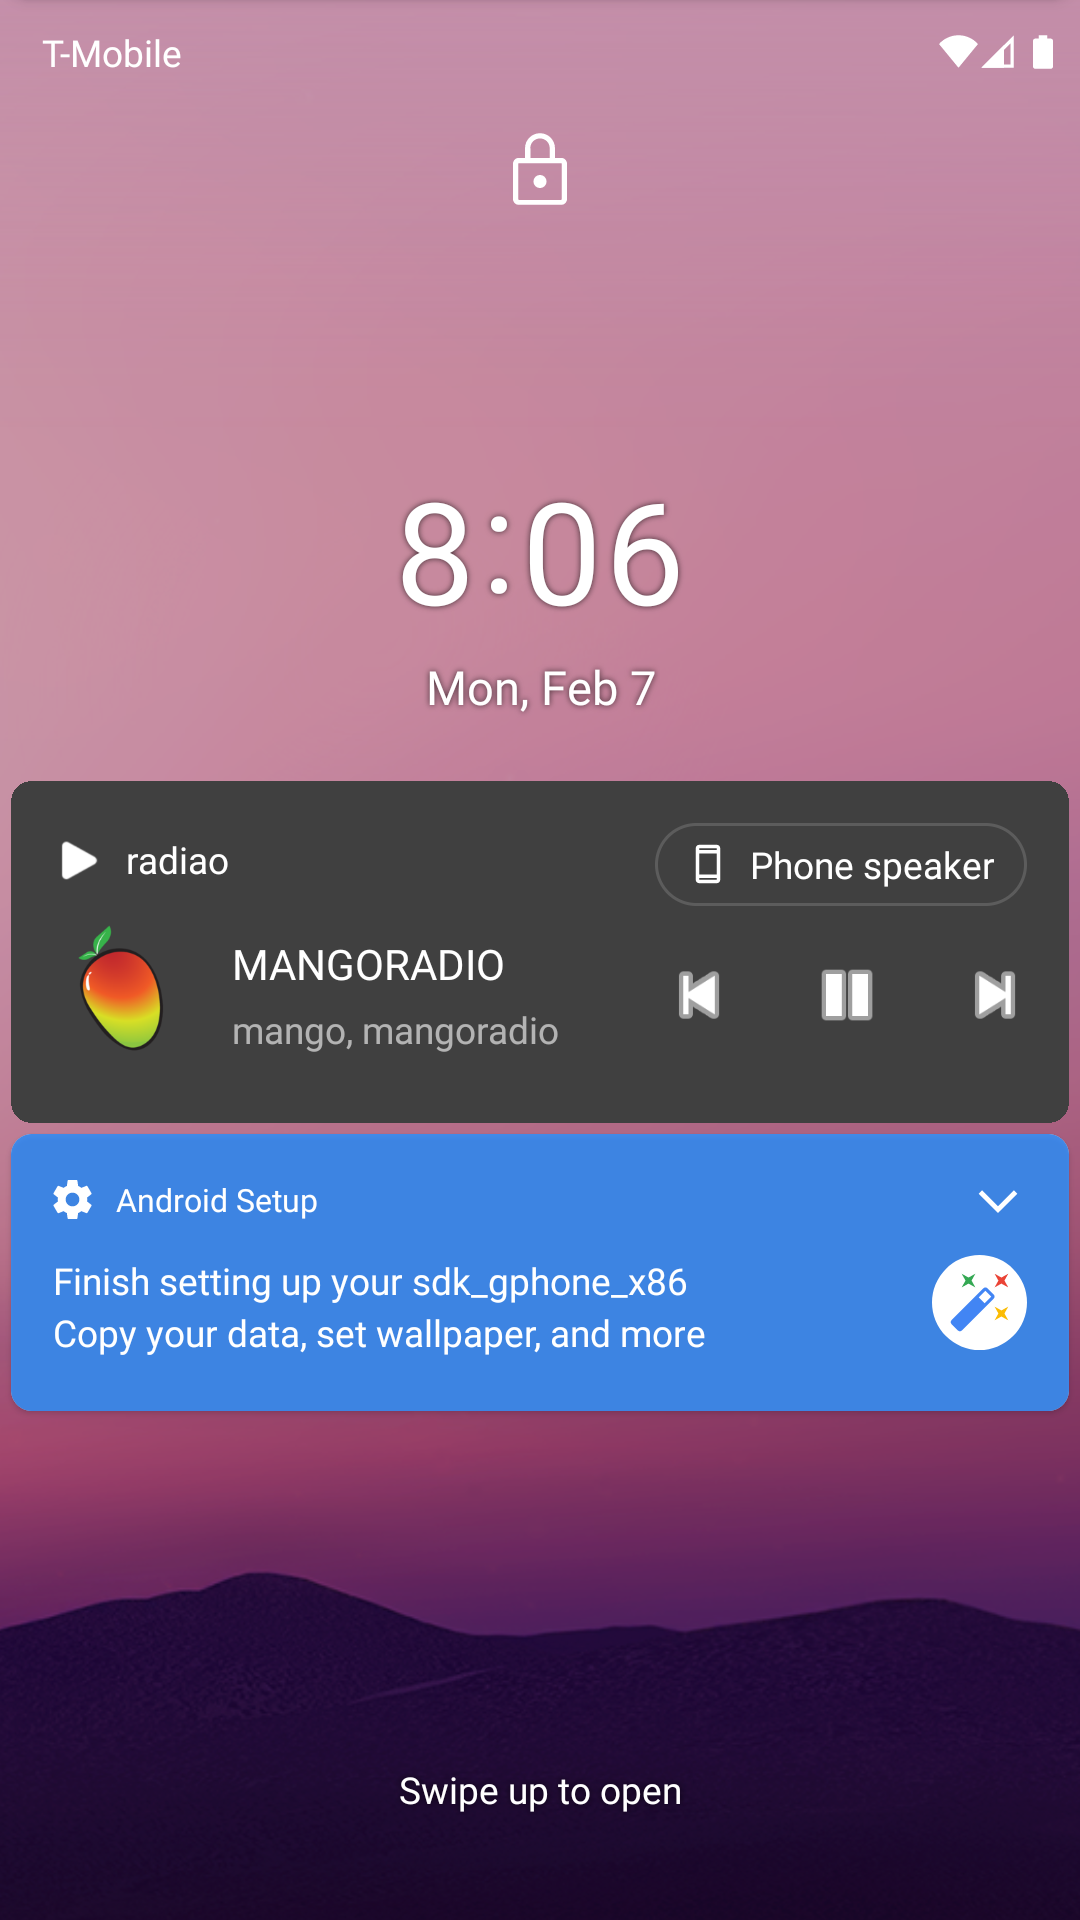 T-Mobile
8:06
Mon, Feb 7
radiao
Phone speaker
MANGORADIO
mango, mangoradio
Android Setup
Finish setting up your sdk_gphone_x86
Copy your data, set wallpaper, and more
Swipe up to open